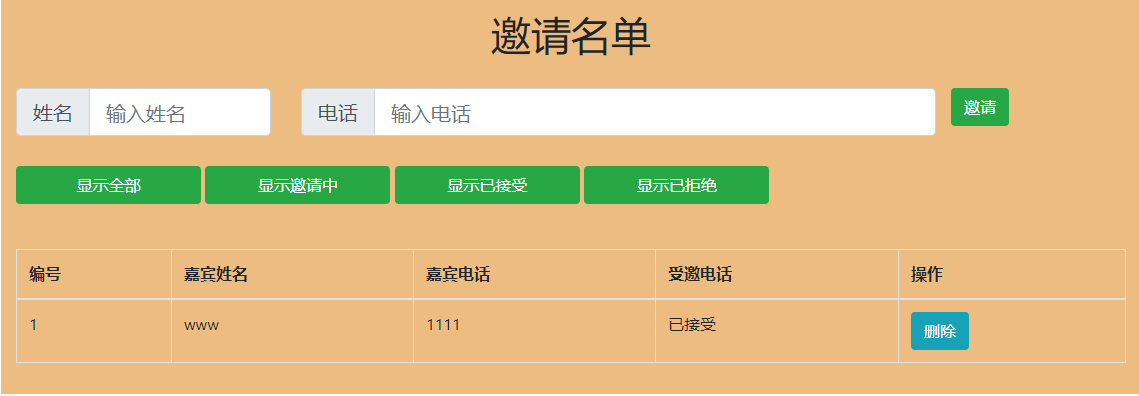 邀请名单
姓名 输入姓名 电话 输入电话 邀请
显示全部 显示邀请中 显示已接受 显示已拒绝
编号 嘉宾姓名 嘉宾电话 受邀电话 操作
1 www 1111 已接受 删除